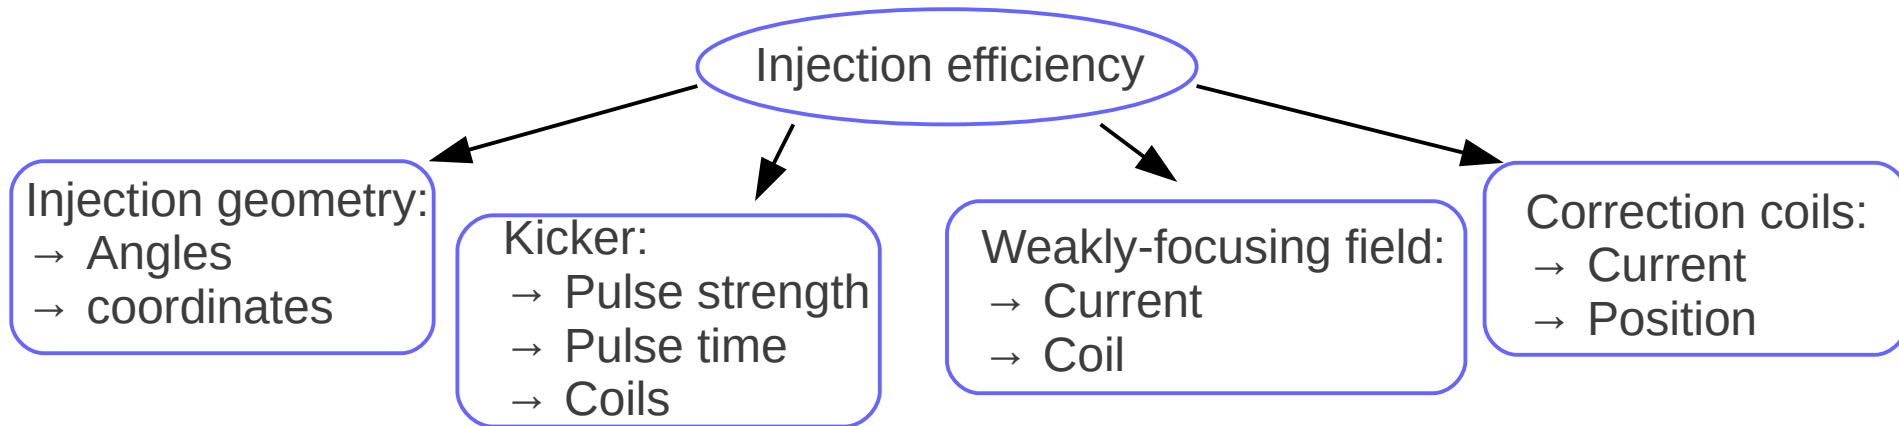 Injection efficiency
Injection geometry:
→ Angles
→ coordinates
Kicker:
→ Pulse strength
→ Pulse time
→ Coils
Weakly-focusing field:
→ Current
→ Coil
Correction coils:
→ Current
→ Position